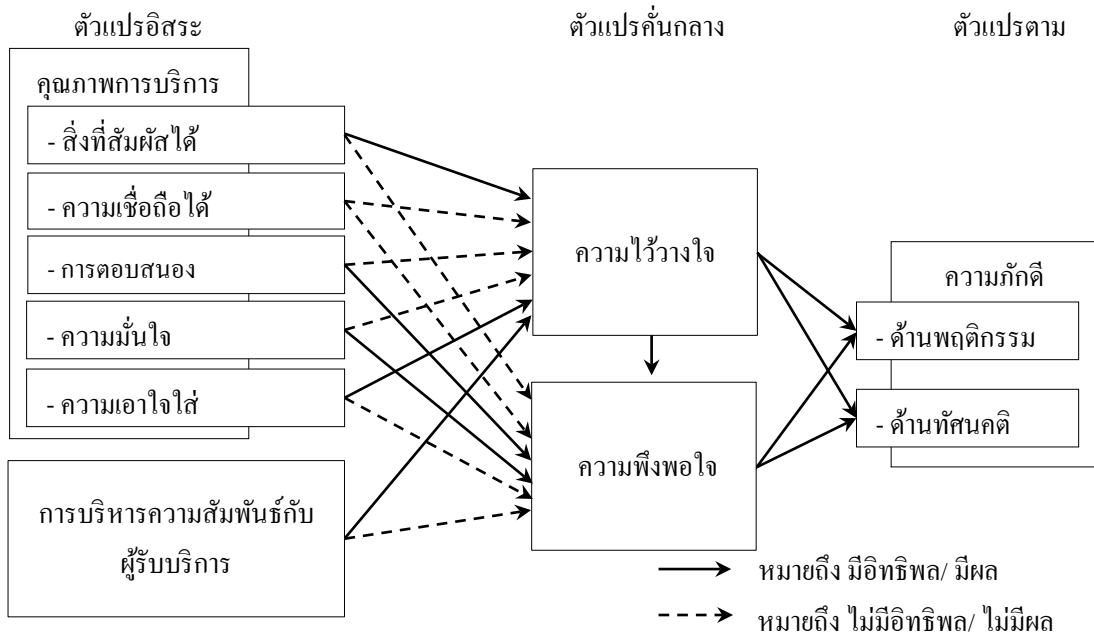 ตัวแปรอิสระ
ตัวแปรคั่นกลาง
ตัวแปรตาม
คุณภาพการบริการ
- สิ่งที่สัมผัสได้
- ความเชื่อถือได้
- การตอบสนอง
- ความมั่นใจ
- ความเอาใจใส่
การบริหารความสัมพันธ์กับ
ผู้รับบริการ
ความไว้วางใจ
ความพึงพอใจ
ความภักดี
- ด้านพฤติกรรม
- ด้านทัศนคติ
หมายถึง มีอิทธิพล/ มีผล
หมายถึง ไม่มีอิทธิพล/ ไม่มีผล